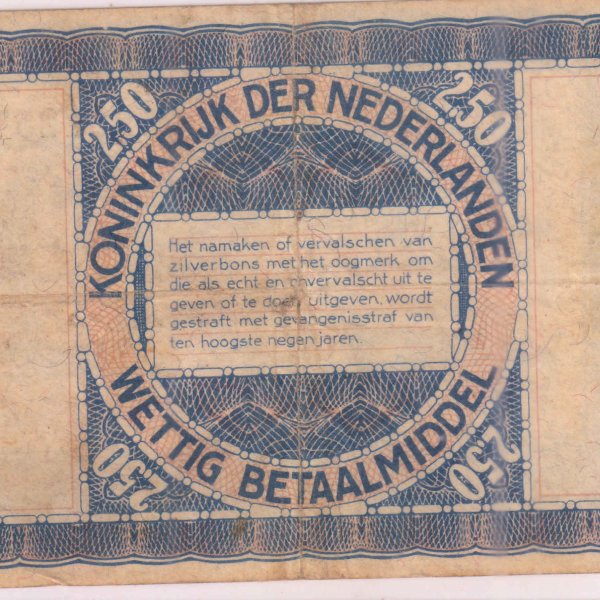 250
250
KONINKRIJK DER NEDERLANDEN
Het namaken of vervalschen van
zilverbons met het oogmerk om
die als echt en onvervalscht uit te
geven of te doen uitgeven, wordt
gestraft met gevangenisstraf van
ten hoogste negen jaren.
WETTIG BETAALMIDDEL
250
250